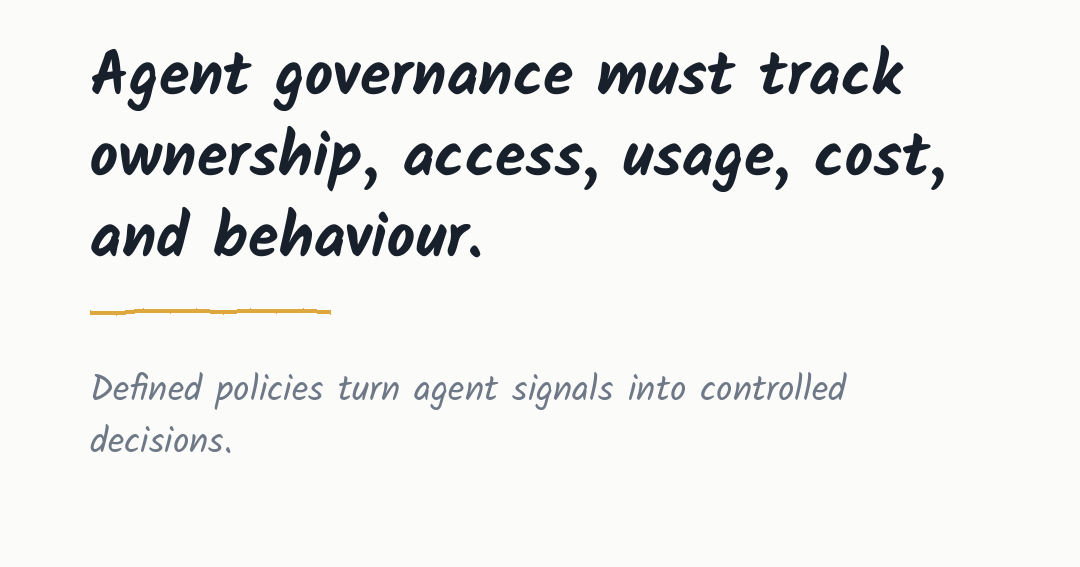 Agent governance must track
ownership, access, usage, cost,
and behaviour.
Defined policies turn agent signals into controlled
decisions.